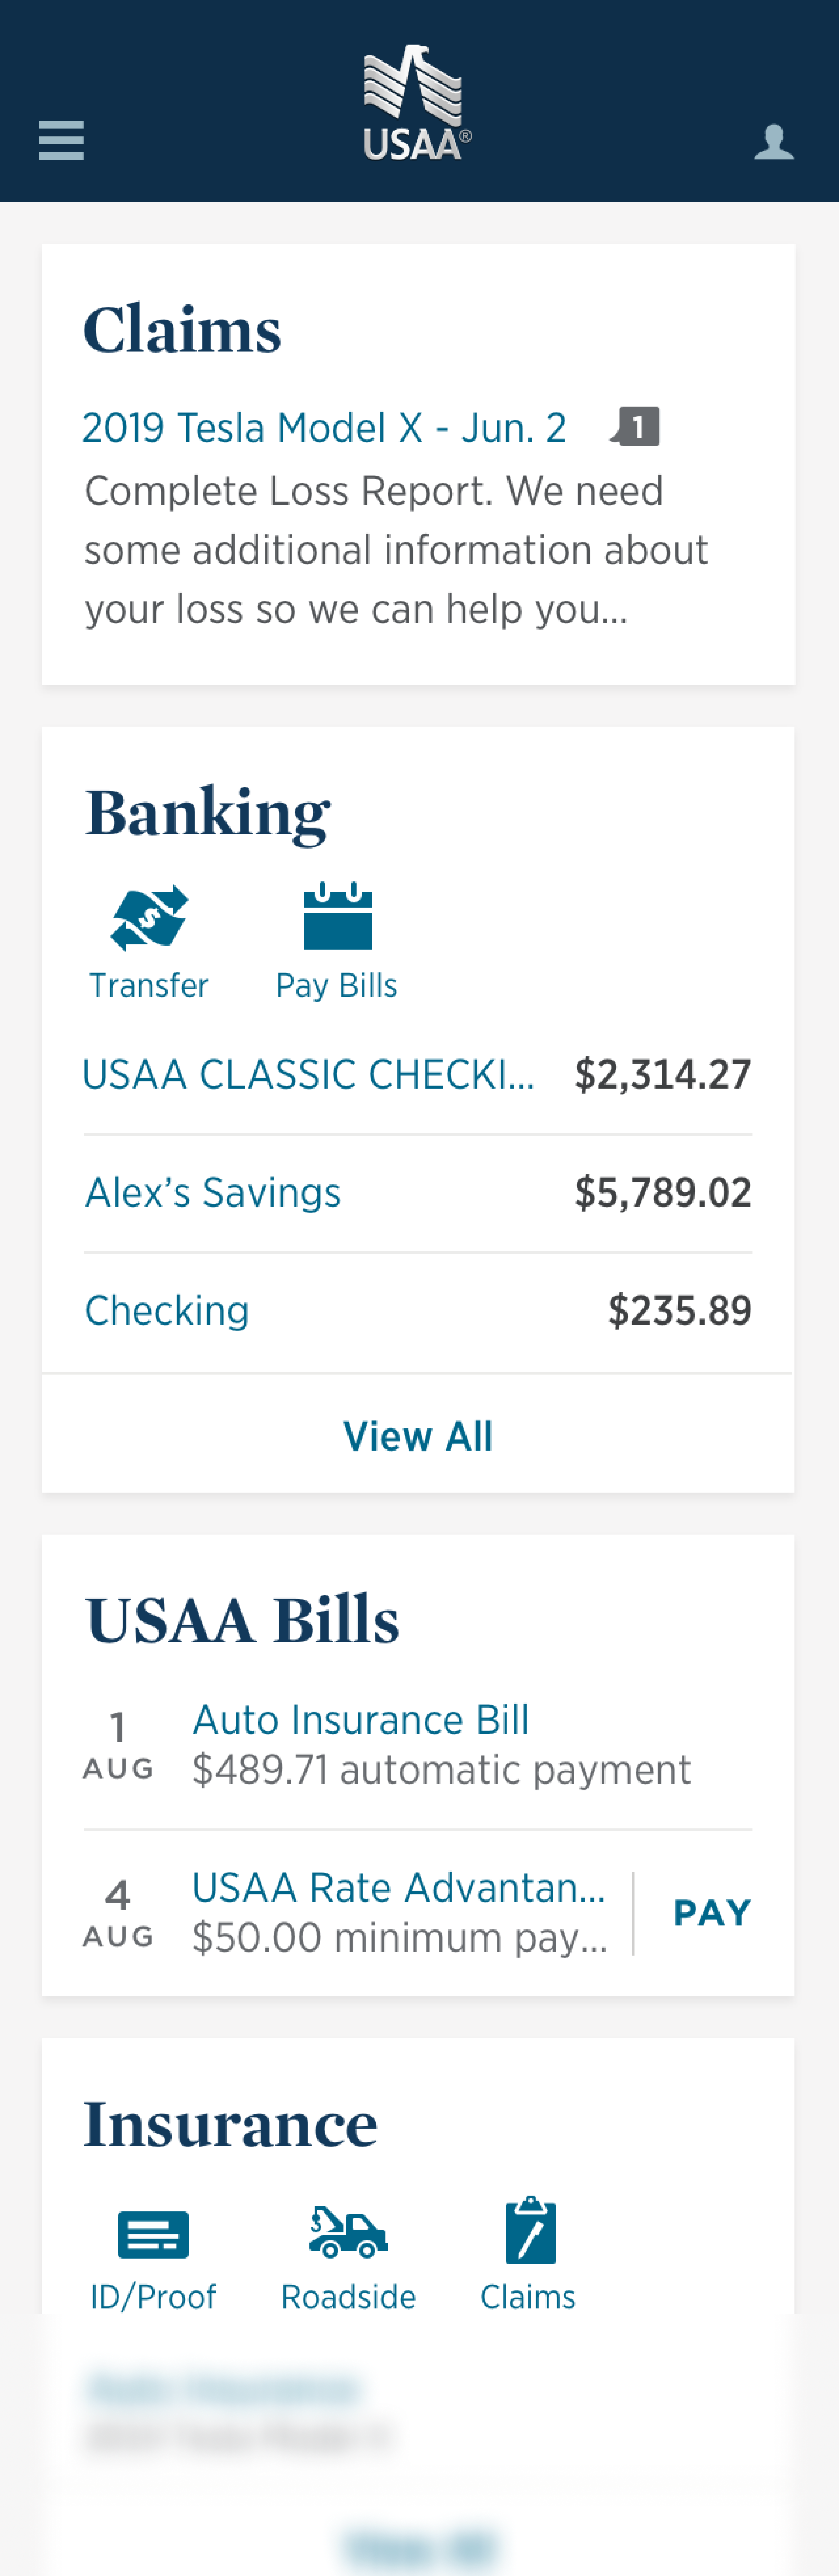 USAA®
Claims
2019 Tesla Model X - Jun. 2
1
Complete Loss Report. We need
some additional information about
your loss so we can help you...
Banking
$
Transfer
Pay Bills
USAA CLASSIC CHECKI... $2,314.27
Alex’s Savings $5,789.02
Checking $235.89
View All
USAA Bills
1
AUG
Auto Insurance Bill
$489.71 automatic payment
4
AUG
USAA Rate Advantan...
$50.00 minimum pay...
PAY
Insurance
ID/Proof
Roadside
Claims